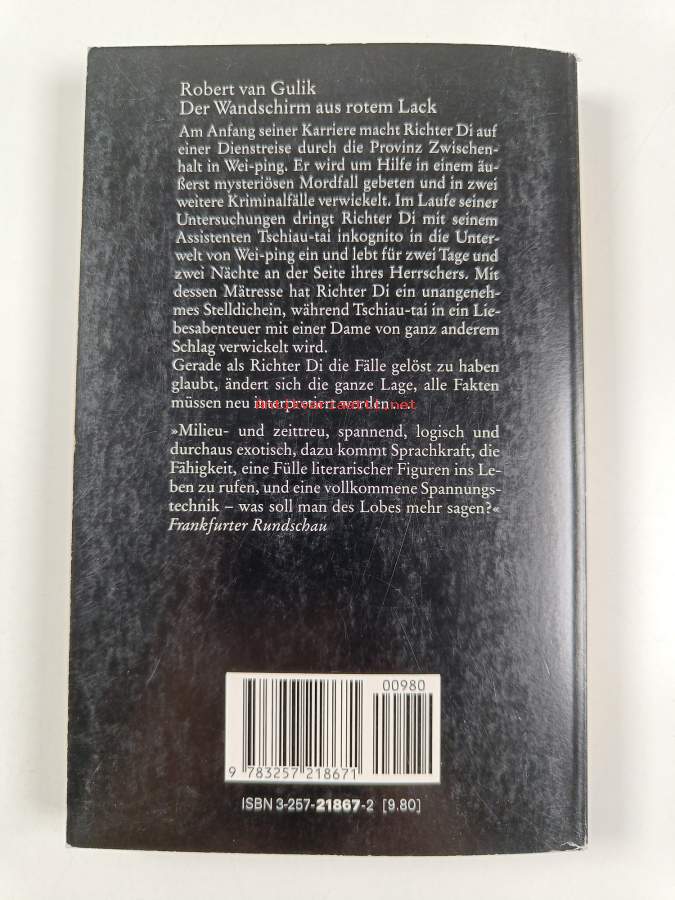 Robert van Gulik
Der Wandschirm aus rotem Lack
Am Anfang seiner Karriere macht Richter Di auf
einer Dienstreise durch die Provinz Zwischen-
halt in Wei-ping. Er wird um Hilfe in einem äu-
ßerst mysteriösen Mordfall gebeten und in zwei
weitere Kriminalfälle verwickelt. Im Laufe seiner
Untersuchungen dringt Richter Di mit seinem
Assistenten Tschiau-tai inkognito in die Unter-
welt von Wei-ping ein und lebt für zwei Tage und
zwei Nächte an der Seite ihres Herrschers. Mit
dessen Mätresse hat Richter Di ein unangeneh-
mes Stelldichein, während Tschiau-tai in ein Lie-
besabenteuer mit einer Dame von ganz anderem
Schlag verwickelt wird.
Gerade als Richter Di die Fälle gelöst zu haben
glaubt, ändert sich die ganze Lage, alle Fakten
müssen neu interpretiert werden ...
»Milieu- und zeittreu, spannend, logisch und
durchaus exotisch, dazu kommt Sprachkraft, die
Fähigkeit, eine Fülle literarischer Figuren ins Le-
ben zu rufen, und eine vollkommene Spannungs-
technik – was soll man des Lobes mehr sagen?«
Frankfurter Rundschau
00980
9 783257 218671
ISBN 3-257-21867-2 [9.80]